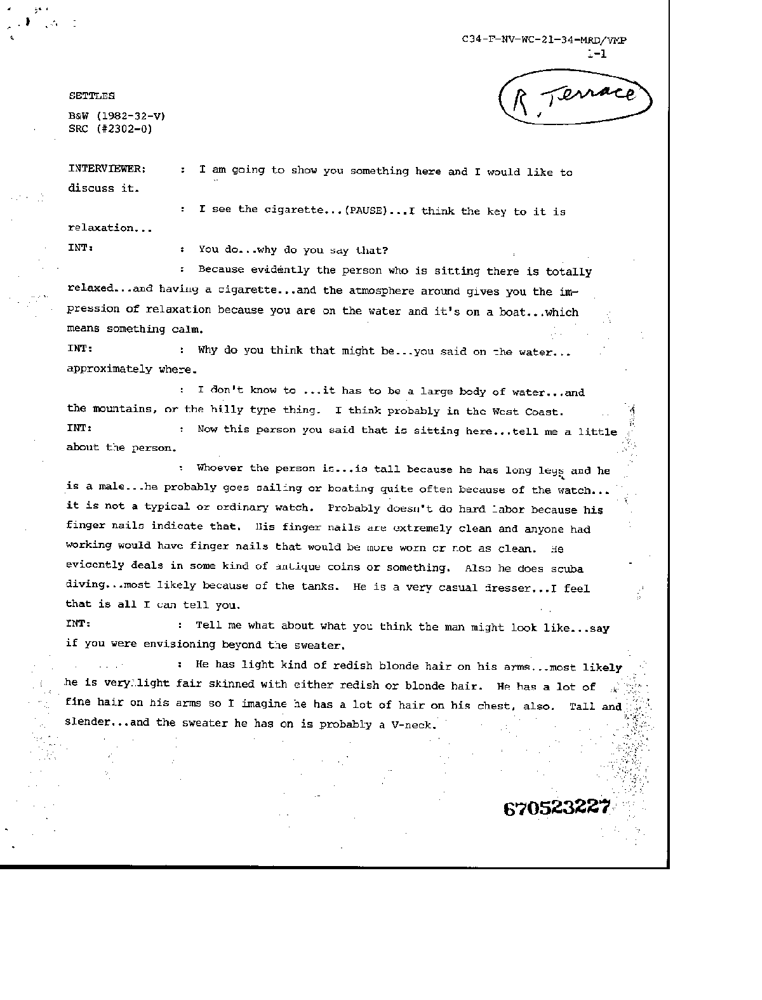 C34-F-NV-WC-21-34-MRD/VMP
1-1
R. Terrace
SETTLES
B&W (1982-32-V)
SRC (#2302-0)
INTERVIEWER: : I am going to show you something here and I would like to
discuss it.
: I see the cigarette...(PAUSE)...I think the key to it is
relaxation...
INT: : You do...why do you say that?
: Because evidently the person who is sitting there is totally
relaxed...and having a cigarette...and the atmosphere around gives you the im-
pression of relaxation because you are on the water and it's on a boat...which
means something calm.
INT: : Why do you think that might be...you said on the water...
approximately where.
: I don't know to ...it has to be a large body of water...and
the mountains, or the hilly type thing. I think probably in the West Coast.
INT: : Now this person you said that is sitting here...tell me a little
about the person.
: Whoever the person is...is tall because he has long legs and he
is a male...he probably goes sailing or boating quite often because of the watch...
it is not a typical or ordinary watch. Probably doesn't do hard labor because his
finger nails indicate that. His finger nails are extremely clean and anyone had
working would have finger nails that would be more worn or not as clean. He
evidently deals in some kind of antique coins or something. Also he does scuba
diving...most likely because of the tanks. He is a very casual dresser...I feel
that is all I can tell you.
INT: : Tell me what about what you think the man might look like...say
if you were envisioning beyond the sweater.
: He has light kind of redish blonde hair on his arms...most likely
he is very light fair skinned with either redish or blonde hair. He has a lot of
fine hair on his arms so I imagine he has a lot of hair on his chest, also. Tall and
slender...and the sweater he has on is probably a V-neck.
670523227